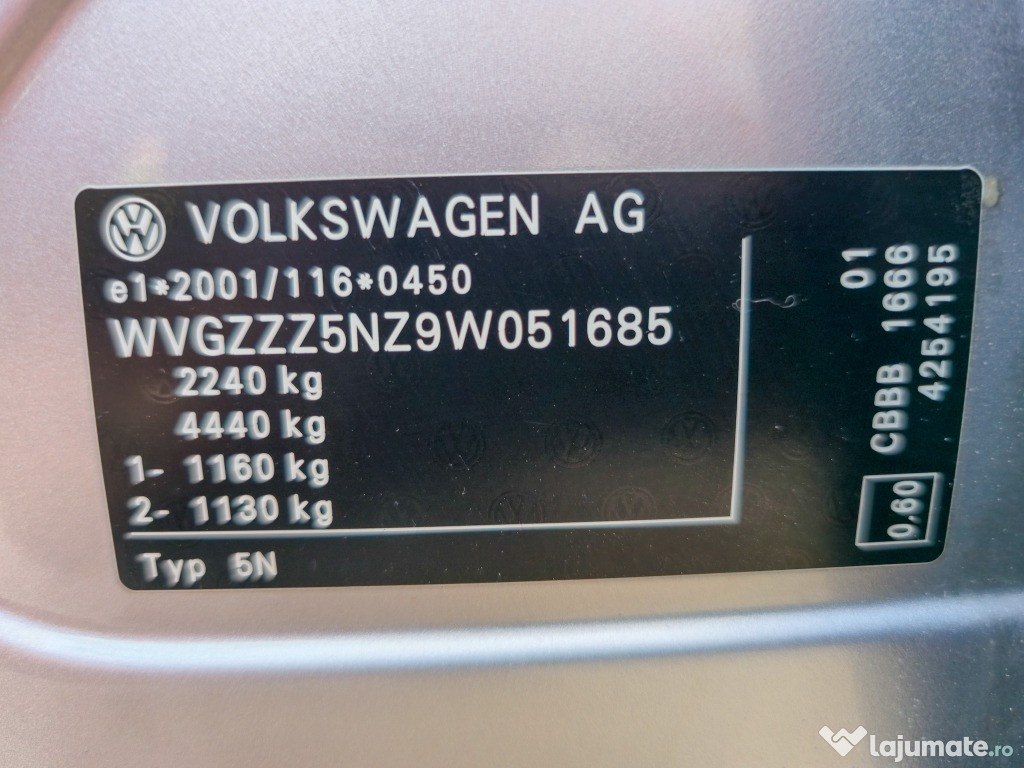 VOLKSWAGEN AG
e1*2001/116*0450
WVGZZZ5NZ9W051685
2240 kg
4440 kg
1- 1160 kg
2- 1130 kg
Typ 5N
01
CBBB 1666
4254195
0,60
lajumate.ro